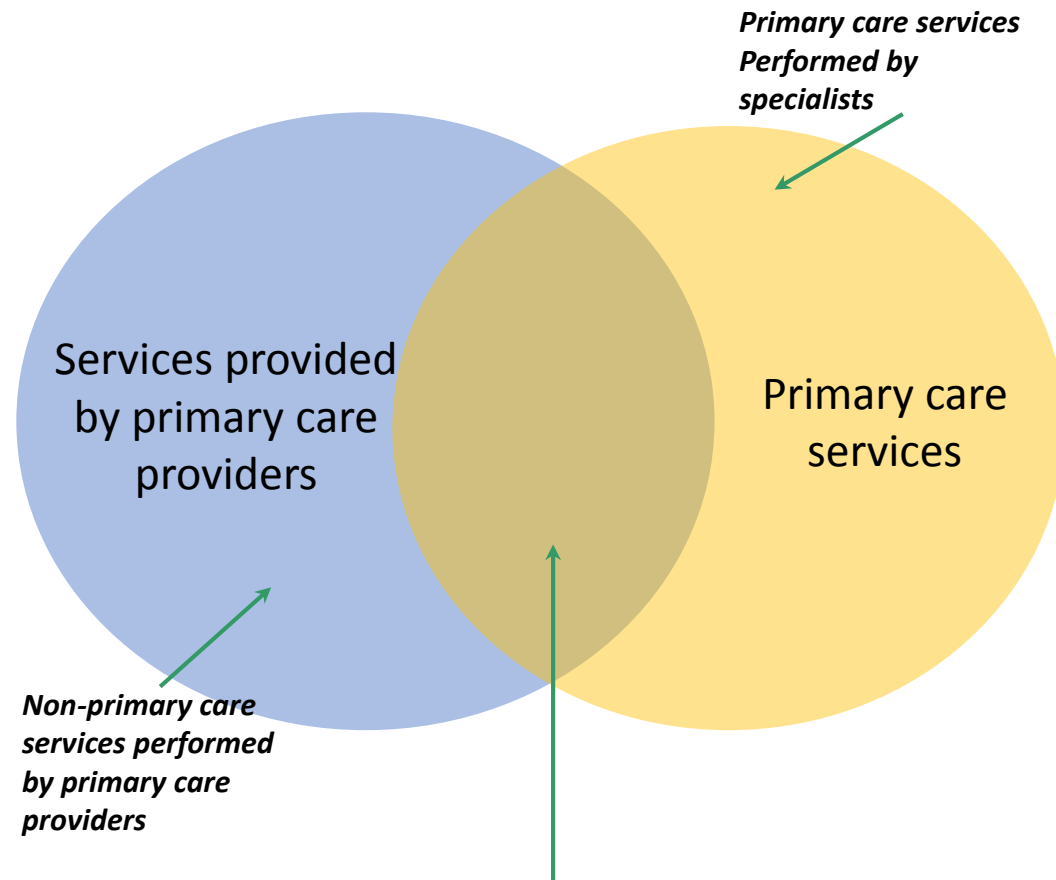 Primary care services
Performed by
specialists
Services provided
by primary care
providers
Primary care
services
Non-primary care
services performed
by primary care
providers